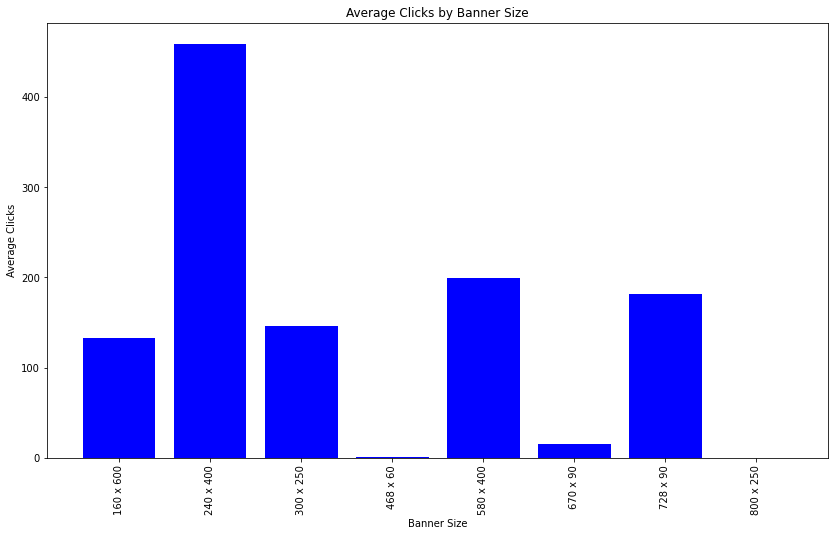 Average Clicks by Banner Size
Average Clicks
400
300
200
100
0
160 x 600
240 x 400
300 x 250
468 x 60
580 x 400
670 x 90
728 x 90
800 x 250
Banner Size